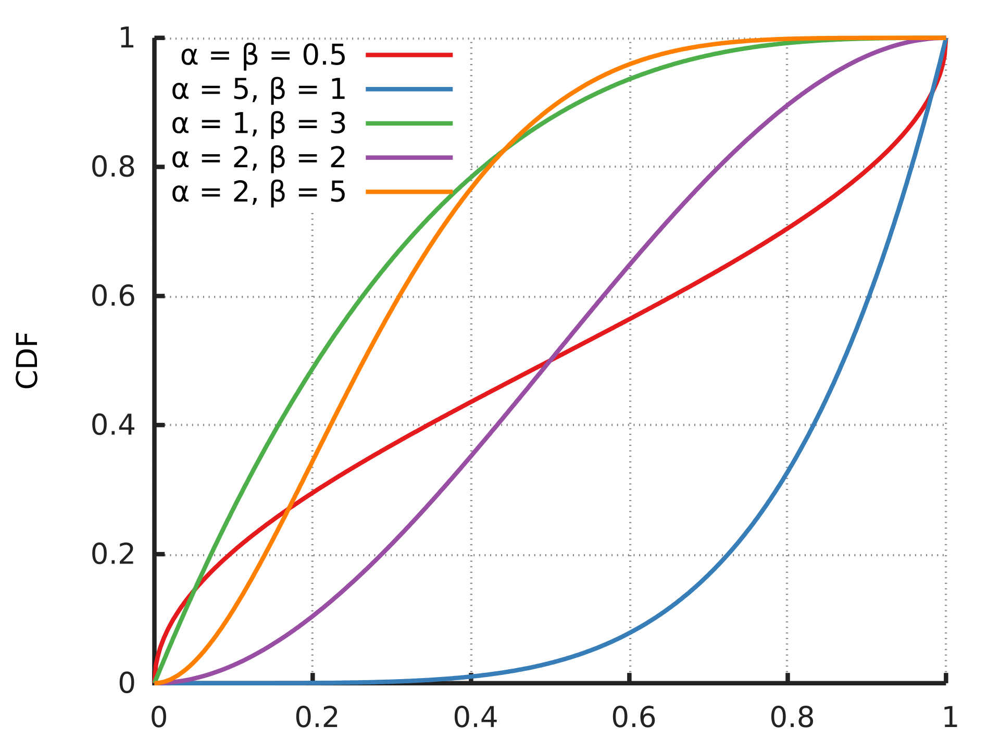 1
0.8
0.6
0.4
0.2
0
CDF
α = β = 0.5
α = 5, β = 1
α = 1, β = 3
α = 2, β = 2
α = 2, β = 5
0 0.2 0.4 0.6 0.8 1